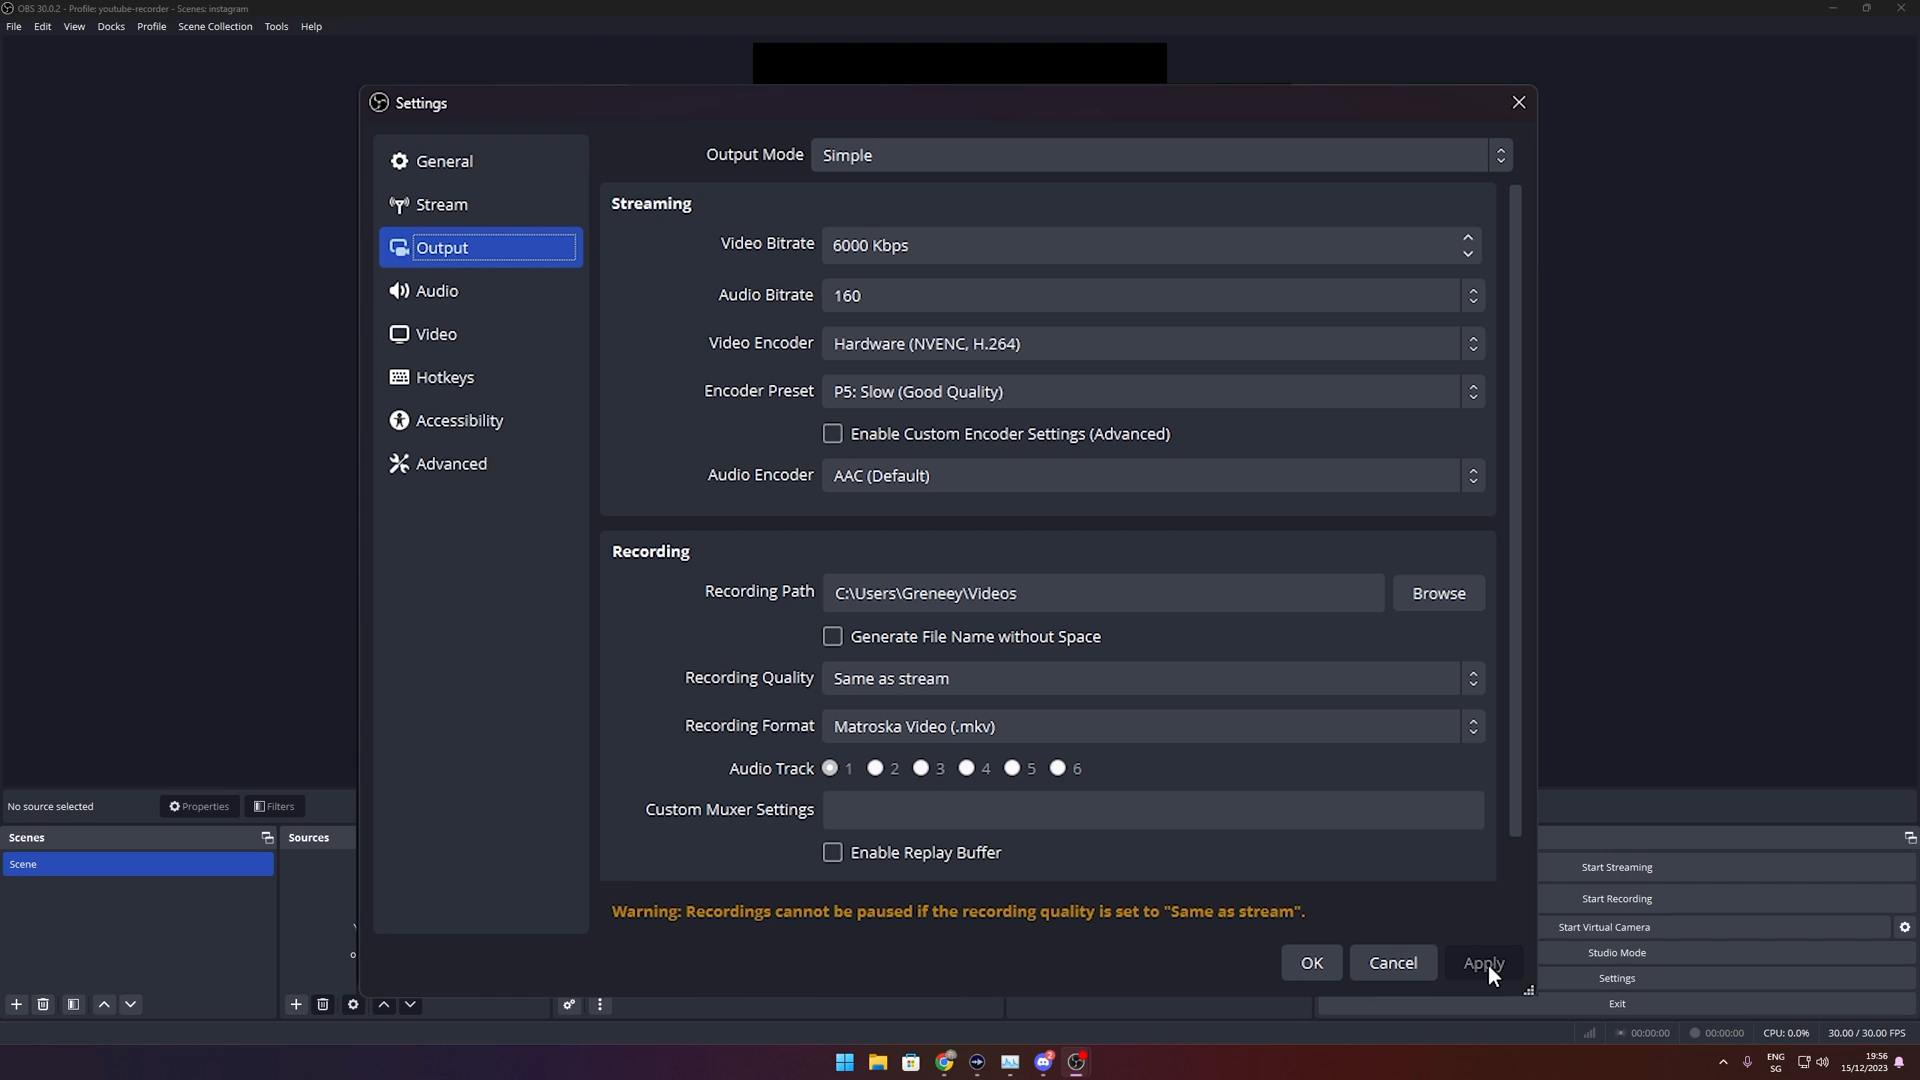 OBS 30.0.2 - Profile: youtube-recorder - Scenes: instagram
File Edit View Docks Profile Scene Collection Tools Help
Settings
General
Stream
Output
Audio
Video
Hotkeys
Accessibility
Advanced
Output Mode Simple
Streaming
Video Bitrate 6000 Kbps
Audio Bitrate 160
Video Encoder Hardware (NVENC, H.264)
Encoder Preset P5: Slow (Good Quality)
Enable Custom Encoder Settings (Advanced)
Audio Encoder AAC (Default)
Recording
Recording Path C:\Users\Greneey\Videos Browse
Generate File Name without Space
Recording Quality Same as stream
Recording Format Matroska Video (.mkv)
Audio Track 1 2 3 4 5 6
Custom Muxer Settings
Enable Replay Buffer
Warning: Recordings cannot be paused if the recording quality is set to "Same as stream".
OK Cancel Apply
No source selected Properties Filters
Scenes Sources
Scene
Start Streaming
Start Recording
Start Virtual Camera
Studio Mode
Settings
Exit
00:00:00 00:00:00 CPU: 0.0% 30.00 / 30.00 FPS
ENG
SG
19:56
15/12/2023